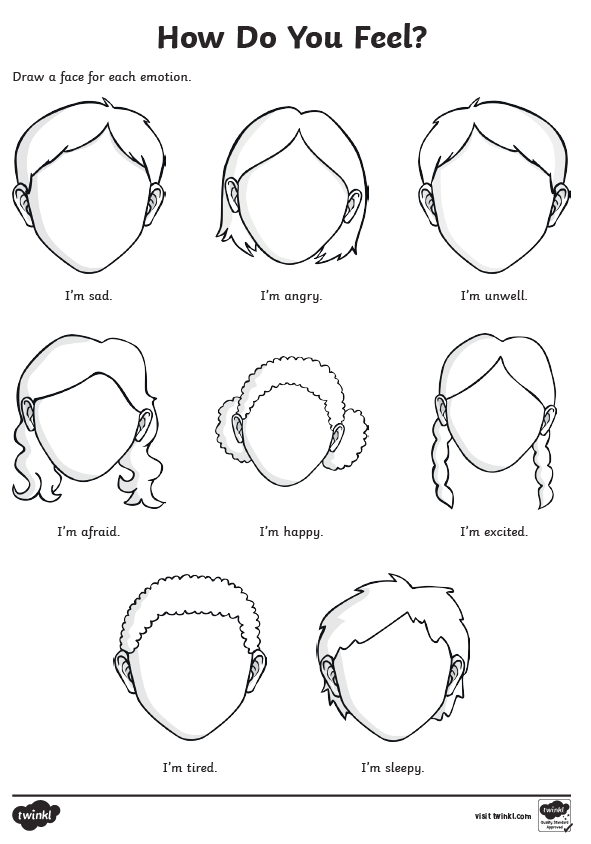 How Do You Feel?
Draw a face for each emotion.
I'm sad.
I'm angry.
I'm unwell.
I'm afraid.
I'm happy.
I'm excited.
I'm tired.
I'm sleepy.
twinkl
visit twinkl.com
twinkl
Quality Standard
Approved